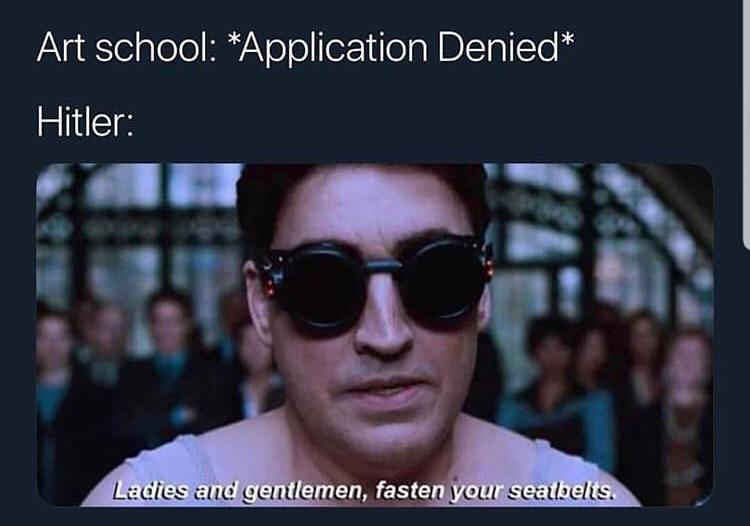 Art school: *Application Denied*
Hitler:
Ladies and gentlemen, fasten your seatbelts.